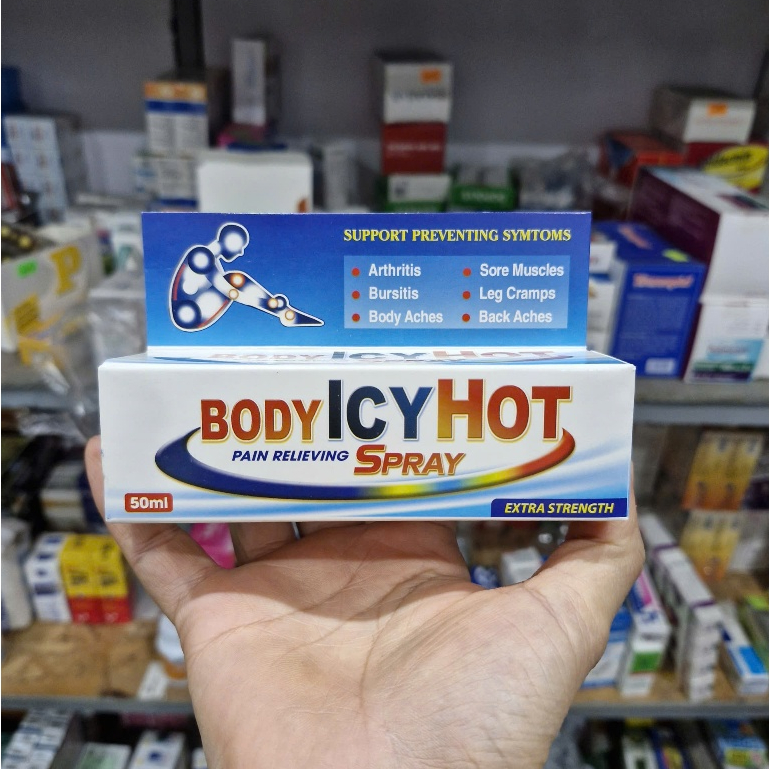 SUPPORT PREVENTING SYMTOMS
Arthritis
Sore Muscles
Bursitis
Leg Cramps
Body Aches
Back Aches
BODY ICY HOT
PAIN RELIEVING SPRAY
50ml
EXTRA STRENGTH